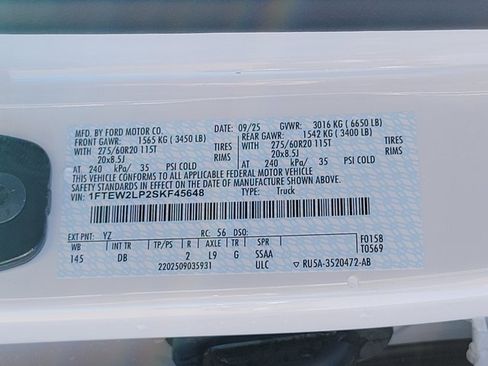 MFD. BY FORD MOTOR CO. 09/25 GVWR: 3016 KG ( 6650 LB)
FRONT GAWR: 1565 KG ( 3450 LB) REAR GAWR: 1542 KG ( 3400 LB)
WITH 275/60R20 115T TIRES WITH 275/60R20 115T TIRES
20x8.5J RIMS 20x8.5J RIMS
AT 240 kPa/ 35 PSI COLD AT 240 kPa/ 35 PSI COLD
THIS VEHICLE CONFORMS TO ALL APPLICABLE FEDERAL MOTOR VEHICLE SAFETY STANDARDS IN
EFFECT ON THE DATE OF MANUFACTURE SHOWN ABOVE.
VIN: 1FTEW2LP2SKF45648 TYPE: Truck
EXT PNT: YZ RC: 56 DSO: F0158
WB INT TR TP/PS R AXLE TR SPR T0569
145 DB 2 L9 G SSAA
2202509035931 ULC ▽ RU5A-3520472-AB